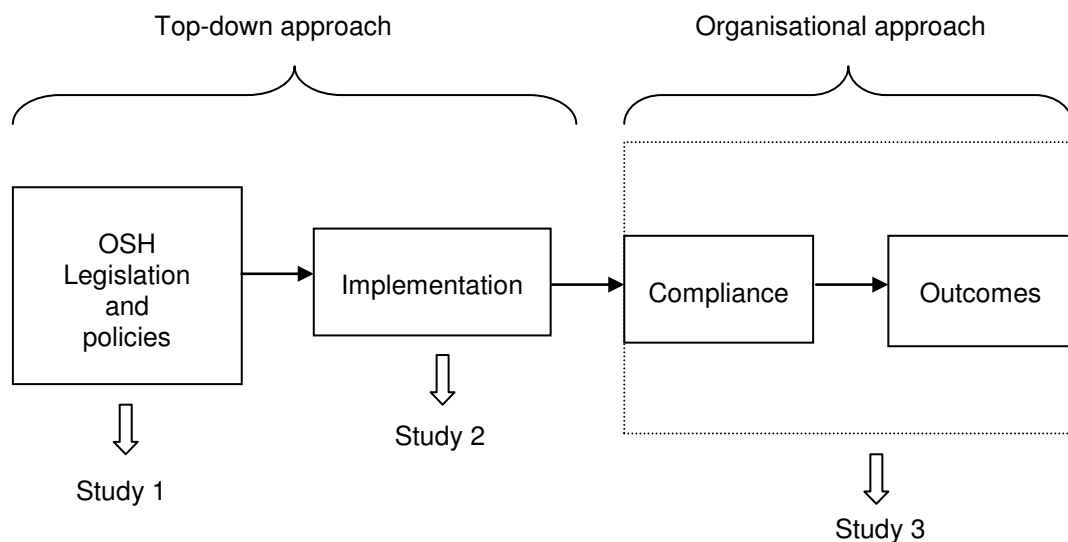 Top-down approach
Organisational approach
OSH
Legislation
and
policies
Implementation
Compliance
Outcomes
Study 2
Study 1
Study 3